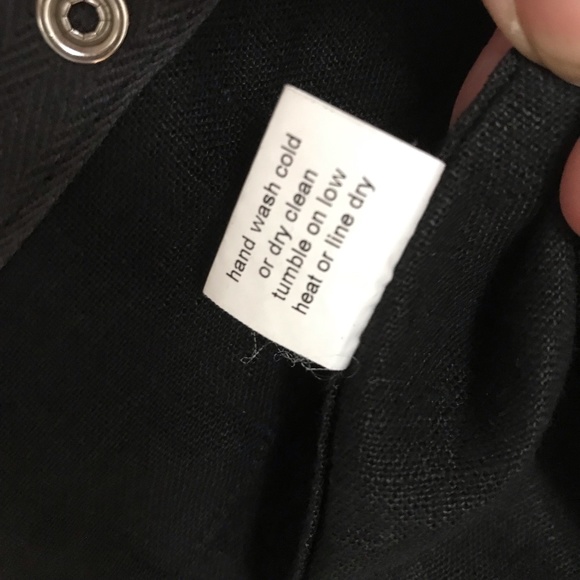 hand wash cold
or dry clean
tumble on low
heat or line dry